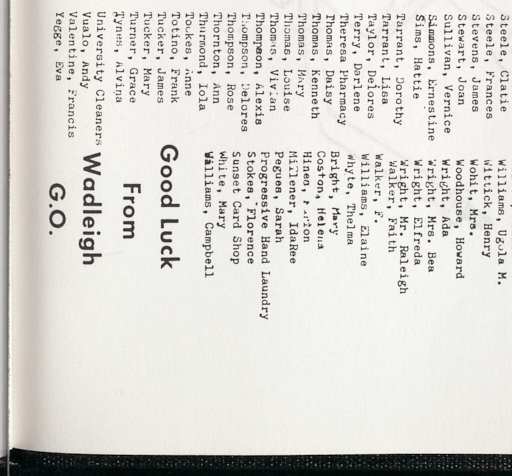 Steele, Clatie
Steele, Frances
Stevens, James
Stewart, Joan
Sullivan, Vernice
Simmons, Ernestine
Sims, Hattie
Tarrant, Dorothy
Tarrant, Lisa
Taylor, Delores
Terry, Darlene
Theresa Pharmacy
Thomas, Daisy
Thomas, Kenneth
Thomas, Mary
Thomas, Louise
Thomas, Vivian
Thompson, Alexis
Thompson, Delores
Thompson, Rose
Thornton, Ann
Thurmond, Iola
Tookes, Anne
Totino, Frank
Tucker, James
Tucker, Mary
Turner, Grace
Tynes, Alvina
University Cleaners
Vualo, Andy
Valentine, Francis
Yegge, Eva
Williams, Ugola M.
Wittick, Henry
Wohit, Mrs.
Woodhouse, Howard
Wright, Ada
Wright, Mrs. Bea
Wright, Elfreda
Wright, Mr. Raleigh
Walker, Faith
Walker, F.
Williams, Elaine
Whyte, Thelma
Bright, Mary
Coston, Helena
Hines,
Millener, IdaRee
Pegues, Sarah
Progressive Hand Laundry
Stokes, Florence
Sunset Card Shop
White, Mary
Williams, Campbell
Good Luck
From
Wadleigh
G.O.